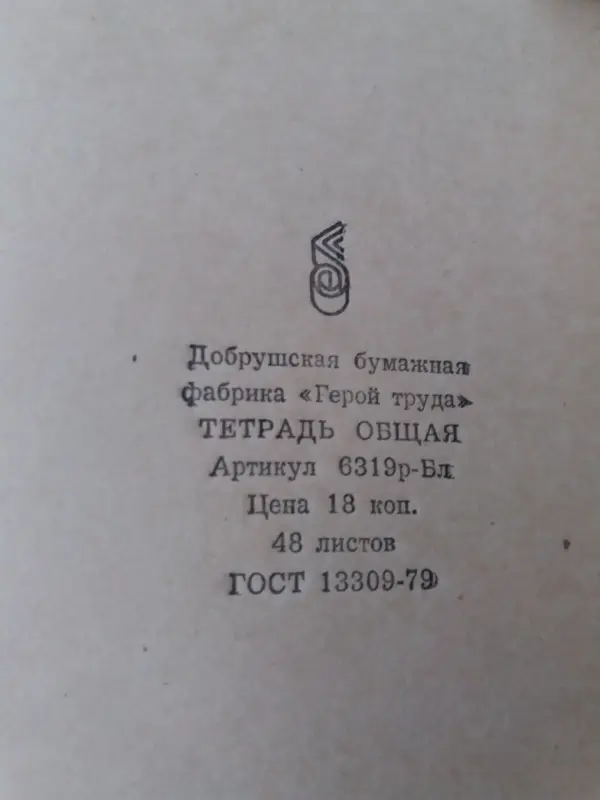 Добрушская бумажная
фабрика «Герой труда»
ТЕТРАДЬ ОБЩАЯ
Артикул 6319р-Бл
Цена 18 коп.
48 листов
ГОСТ 13309-79